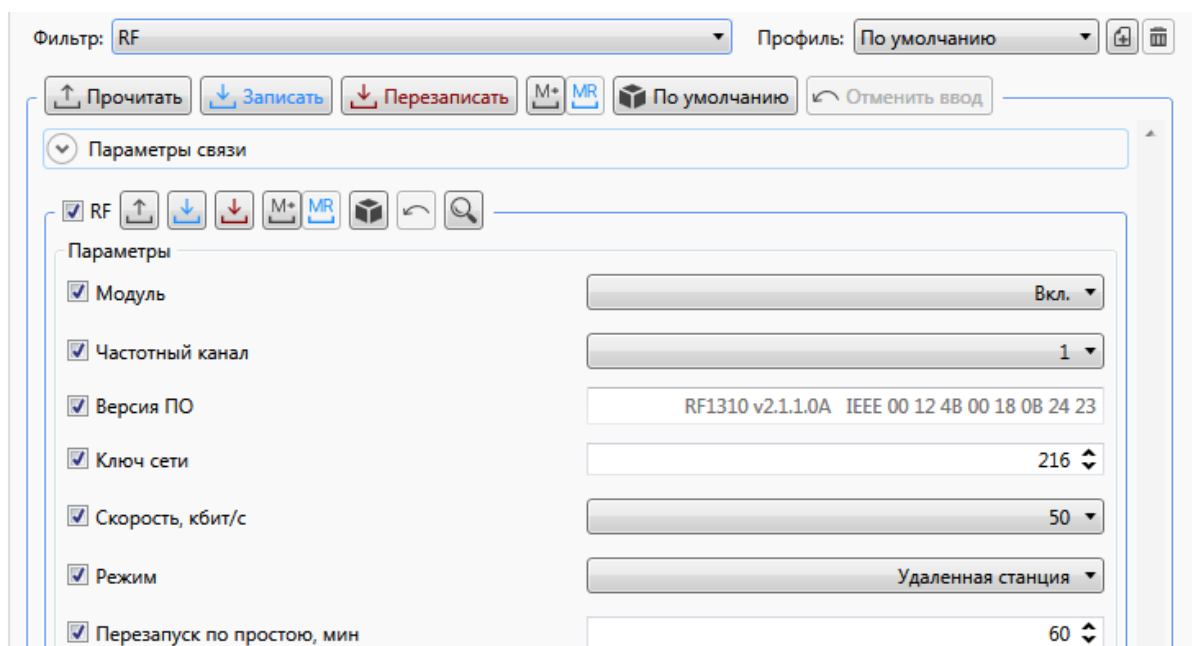 Фильтр: RF Профиль: По умолчанию
Прочитать Записать Перезаписать M+ MR По умолчанию Отменить ввод
Параметры связи
RF M+ MR
Параметры
Модуль Вкл.
Частотный канал 1
Версия ПО RF1310 v2.1.1.0A IEEE 00 12 4B 00 18 0B 24 23
Ключ сети 216
Скорость, кбит/с 50
Режим Удаленная станция
Перезапуск по простою, мин 60